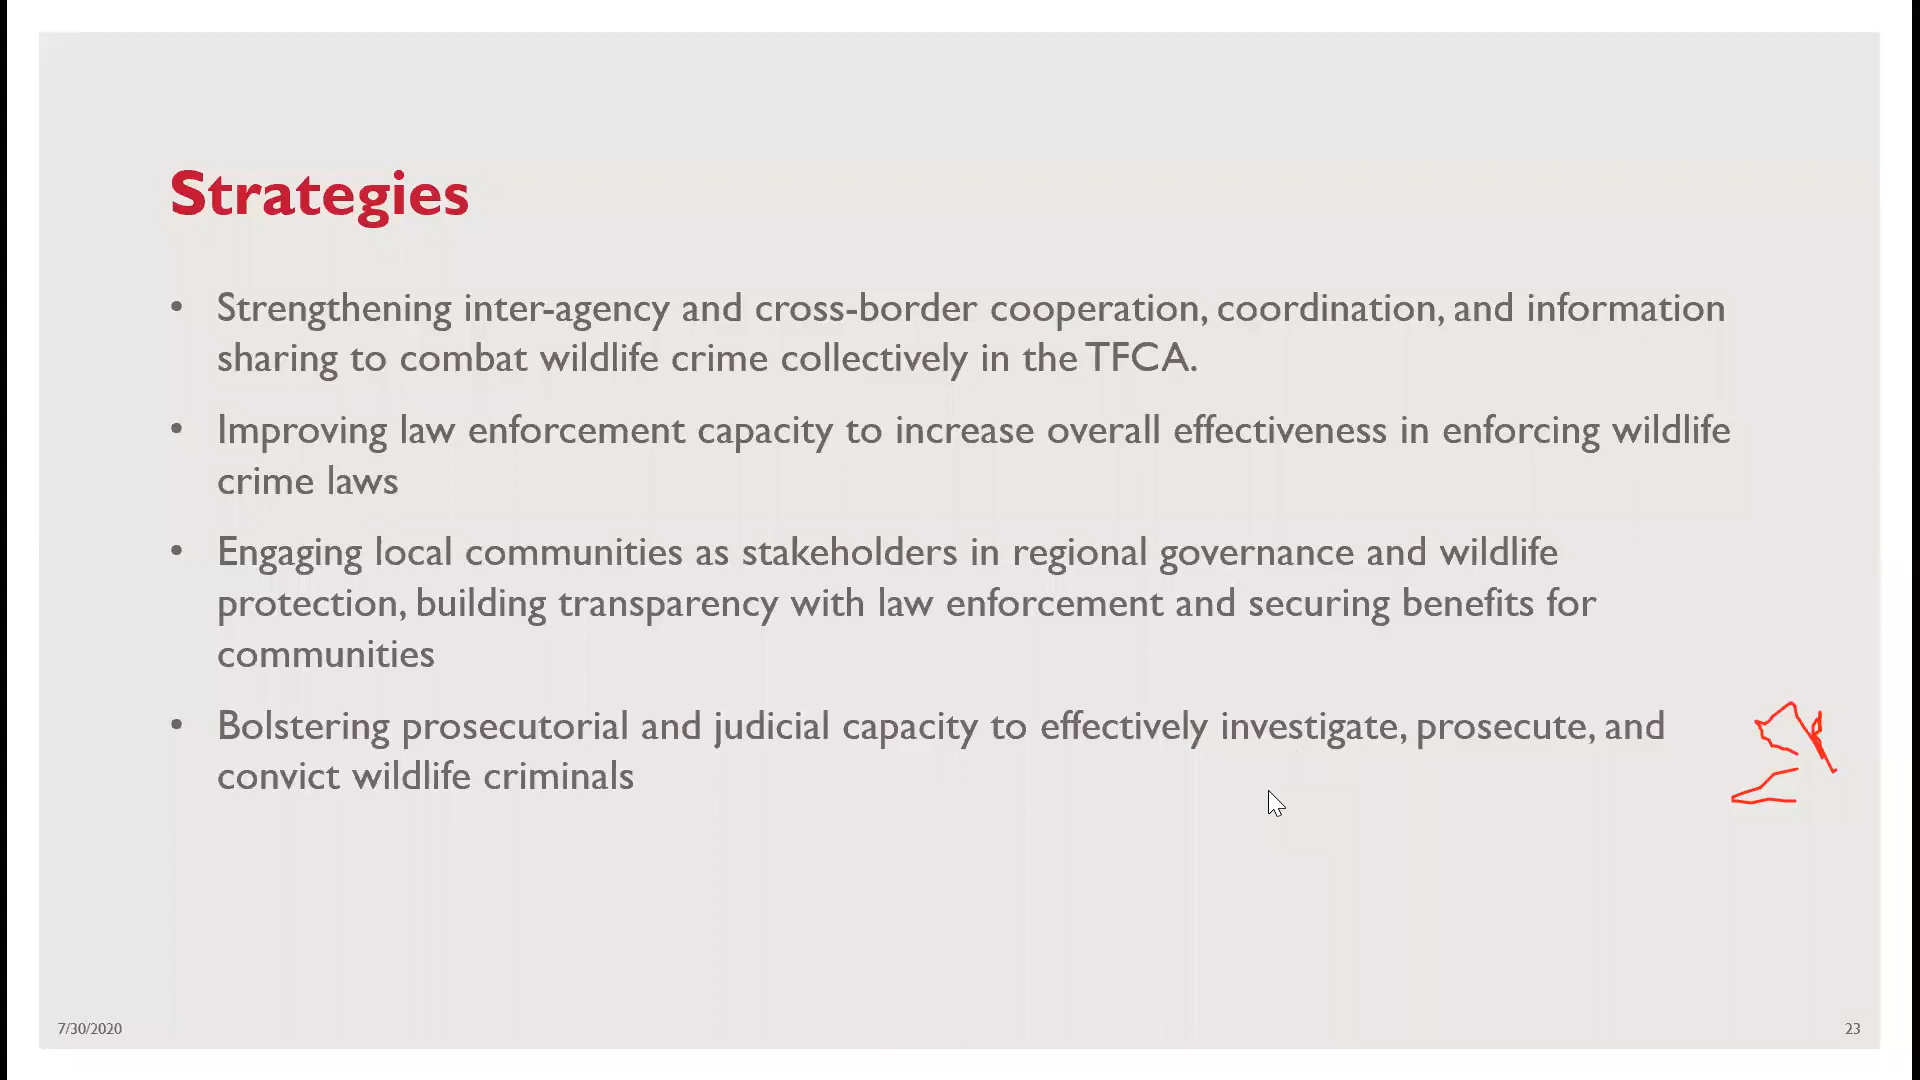 Strategies
• Strengthening inter-agency and cross-border cooperation, coordination, and information
sharing to combat wildlife crime collectively in the TFCA.
• Improving law enforcement capacity to increase overall effectiveness in enforcing wildlife
crime laws
• Engaging local communities as stakeholders in regional governance and wildlife
protection, building transparency with law enforcement and securing benefits for
communities
• Bolstering prosecutorial and judicial capacity to effectively investigate, prosecute, and
convict wildlife criminals
7/30/2020
23